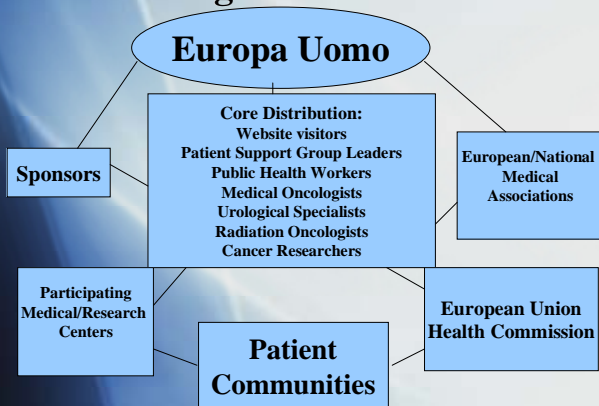 Europa Uomo
Core Distribution:
Website visitors
Patient Support Group Leaders
Public Health Workers
Medical Oncologists
Urological Specialists
Radiation Oncologists
Cancer Researchers
Sponsors
European/National
Medical
Associations
Participating
Medical/Research
Centers
European Union
Health Commission
Patient
Communities